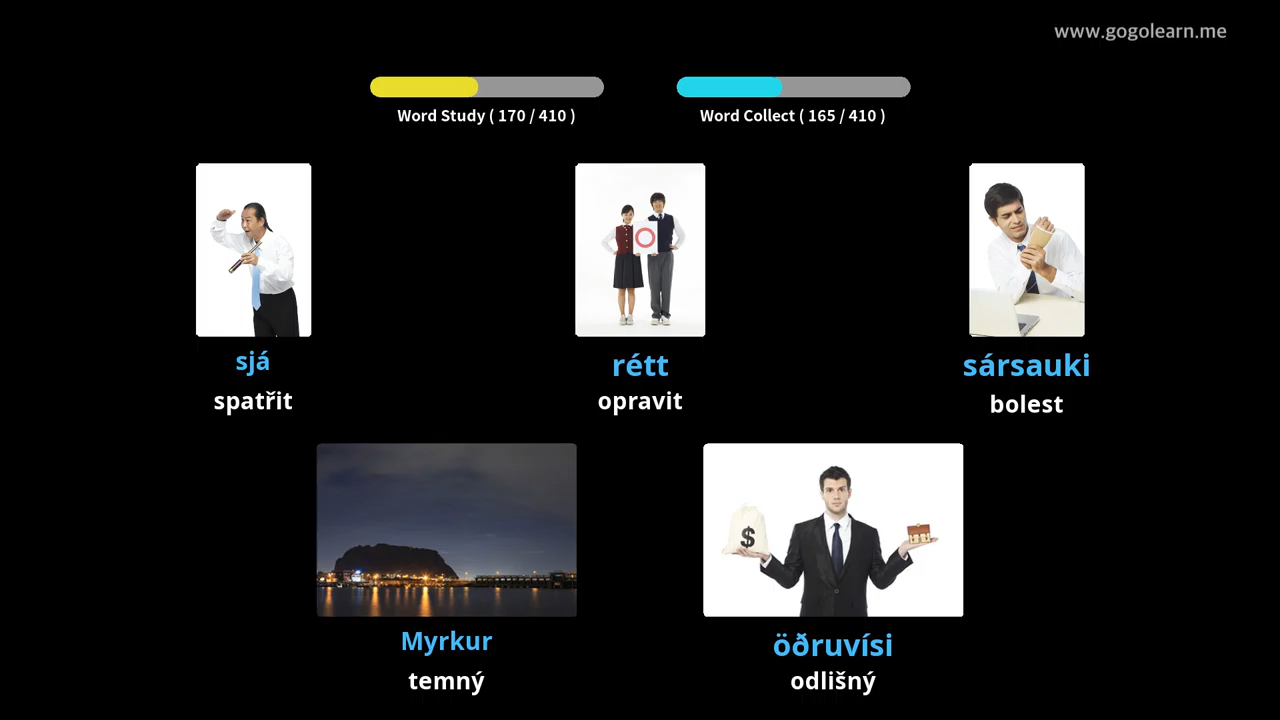 www.gogolearn.me
Word Study ( 170 / 410 )
Word Collect ( 165 / 410 )
sjá
rétt
sársauki
spatřit
opravit
bolest
$
Myrkur
öðruvísi
temný
odlišný